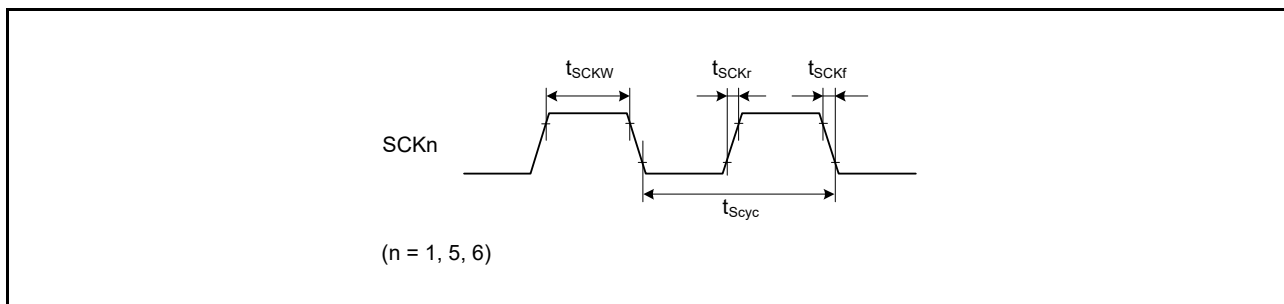 tSCKW
tSCKr
tSCKf
SCKn
tScyc
(n = 1, 5, 6)